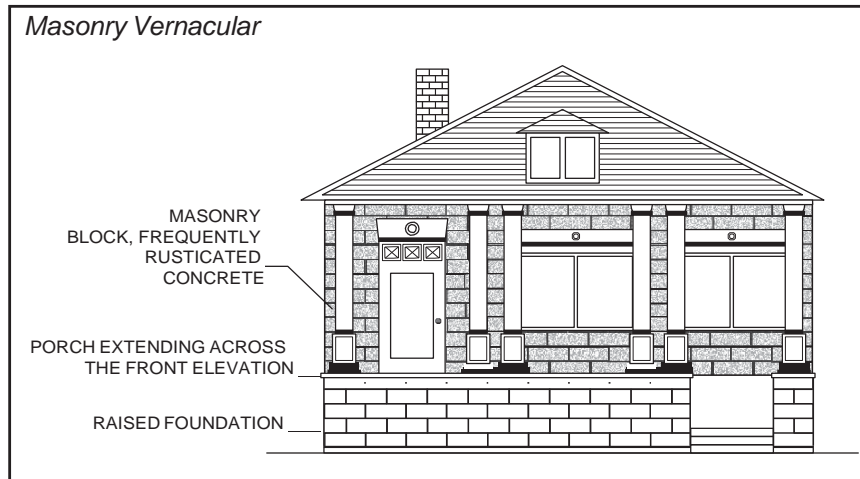 Masonry Vernacular
MASONRY
BLOCK, FREQUENTLY
RUSTICATED
CONCRETE
PORCH EXTENDING ACROSS
THE FRONT ELEVATION
RAISED FOUNDATION